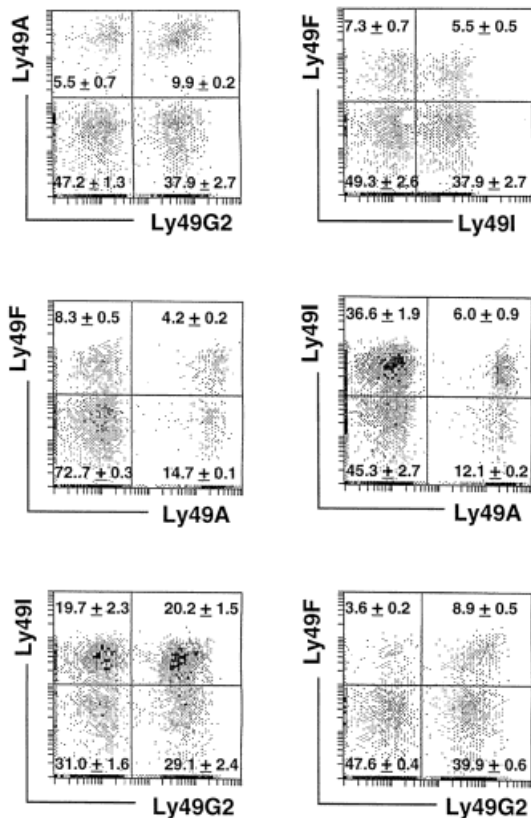 Ly49A
5.5 ± 0.7 9.9 ± 0.2
47.2 ± 1.3 37.9 ± 2.7
Ly49G2
Ly49F
7.3 ± 0.7 5.5 ± 0.5
49.3 ± 2.6 37.9 ± 2.7
Ly49I
Ly49F
8.3 ± 0.5 4.2 ± 0.2
72..7 ± 0.3 14.7 ± 0.1
Ly49A
Ly49I
36.6 ± 1.9 6.0 ± 0.9
45.3 ± 2.7 12.1 ± 0.2
Ly49A
Ly49I
19.7 ± 2.3 20.2 ± 1.5
31.0 ± 1.6 29.1 ± 2.4
Ly49G2
Ly49F
3.6 ± 0.2 8.9 ± 0.5
47.6 ± 0.4 39.9 ± 0.6
Ly49G2